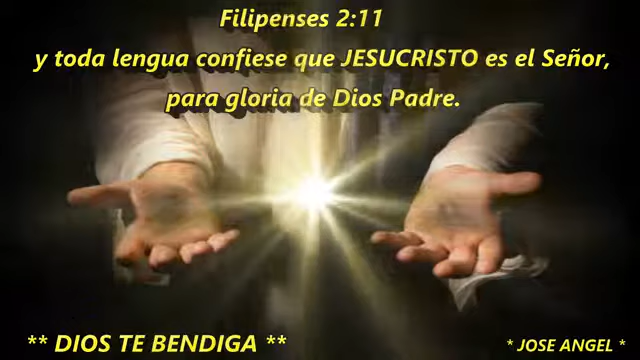 Filipenses 2:11
y toda lengua confiese que JESUCRISTO es el Señor,
para gloria de Dios Padre.
** DIOS TE BENDIGA **
* JOSE ANGEL *